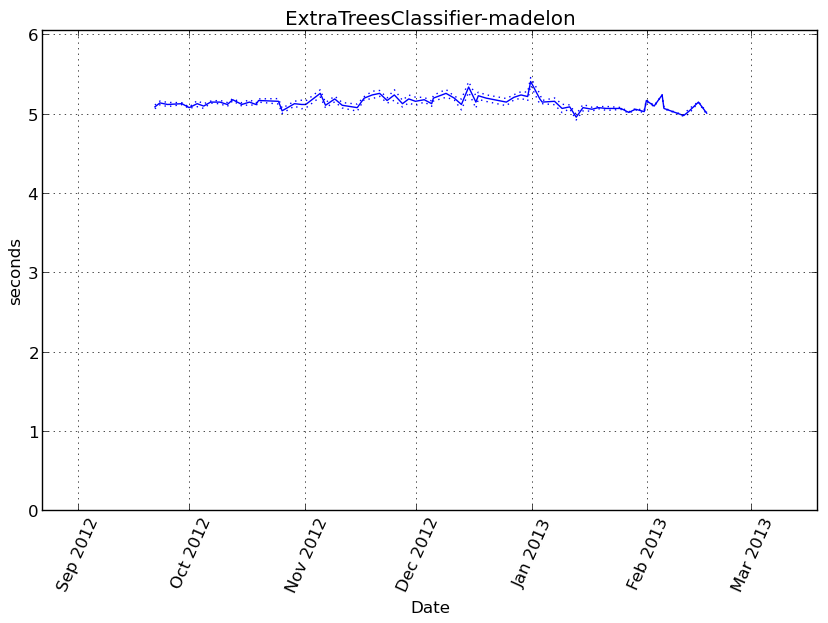 ExtraTreesClassifier-madelon
6
5
4
3
2
1
0
seconds
Sep 2012
Oct 2012
Nov 2012
Dec 2012
Jan 2013
Feb 2013
Mar 2013
Date